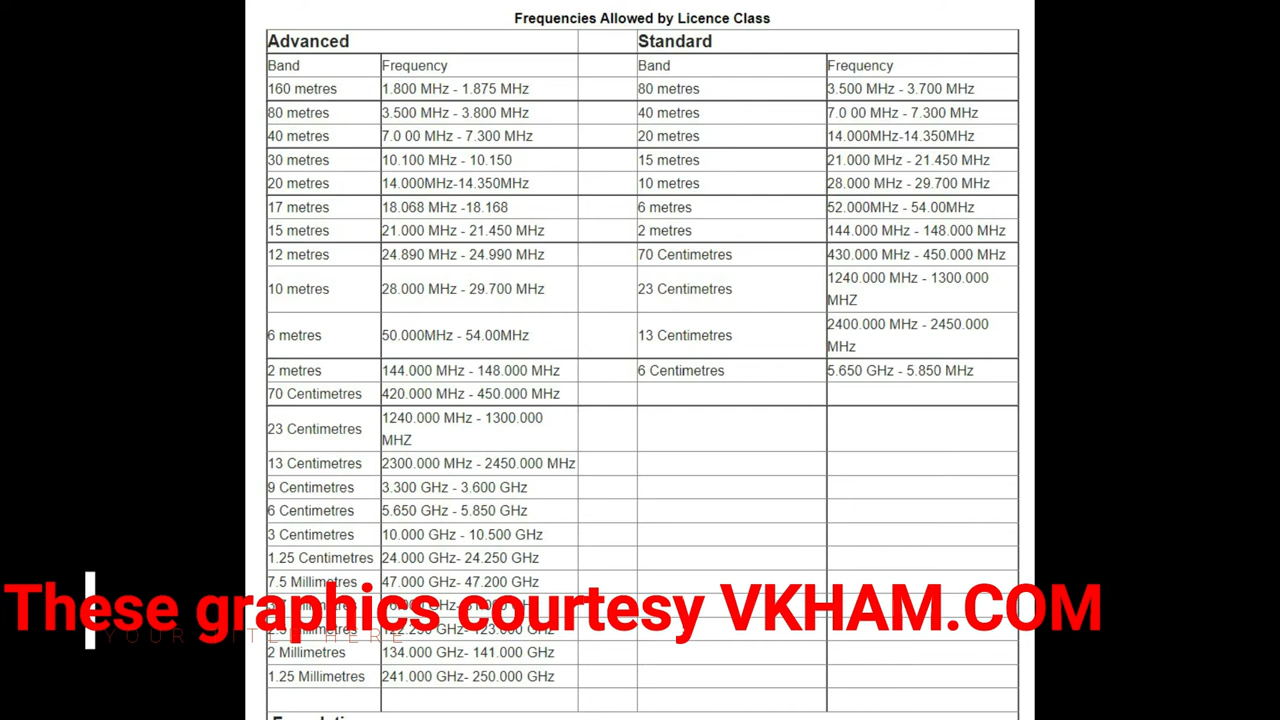 Frequencies Allowed by Licence Class
Advanced Standard
Band Frequency Band Frequency
160 metres 1.800 MHz - 1.875 MHz 80 metres 3.500 MHz - 3.700 MHz
80 metres 3.500 MHz - 3.800 MHz 40 metres 7.0 00 MHz - 7.300 MHz
40 metres 7.0 00 MHz - 7.300 MHz 20 metres 14.000MHz-14.350MHz
30 metres 10.100 MHz - 10.150 15 metres 21.000 MHz - 21.450 MHz
20 metres 14.000MHz-14.350MHz 10 metres 28.000 MHz - 29.700 MHz
17 metres 18.068 MHz -18.168 6 metres 52.000MHz - 54.00MHz
15 metres 21.000 MHz - 21.450 MHz 2 metres 144.000 MHz - 148.000 MHz
12 metres 24.890 MHz - 24.990 MHz 70 Centimetres 430.000 MHz - 450.000 MHz
10 metres 28.000 MHz - 29.700 MHz 23 Centimetres 1240.000 MHz - 1300.000
MHZ
6 metres 50.000MHz - 54.00MHz 13 Centimetres 2400.000 MHz - 2450.000
MHz
2 metres 144.000 MHz - 148.000 MHz 6 Centimetres 5.650 GHz - 5.850 MHz
70 Centimetres 420.000 MHz - 450.000 MHz
23 Centimetres 1240.000 MHz - 1300.000
MHZ
13 Centimetres 2300.000 MHz - 2450.000 MHz
9 Centimetres 3.300 GHz - 3.600 GHz
6 Centimetres 5.650 GHz - 5.850 GHz
3 Centimetres 10.000 GHz - 10.500 GHz
1.25 Centimetres 24.000 GHz- 24.250 GHz
7.5 Millimetres 47.000 GHz- 47.200 GHz
These graphics courtesy VKHAM.COM
2 Millimetres 134.000 GHz- 141.000 GHz
1.25 Millimetres 241.000 GHz- 250.000 GHz